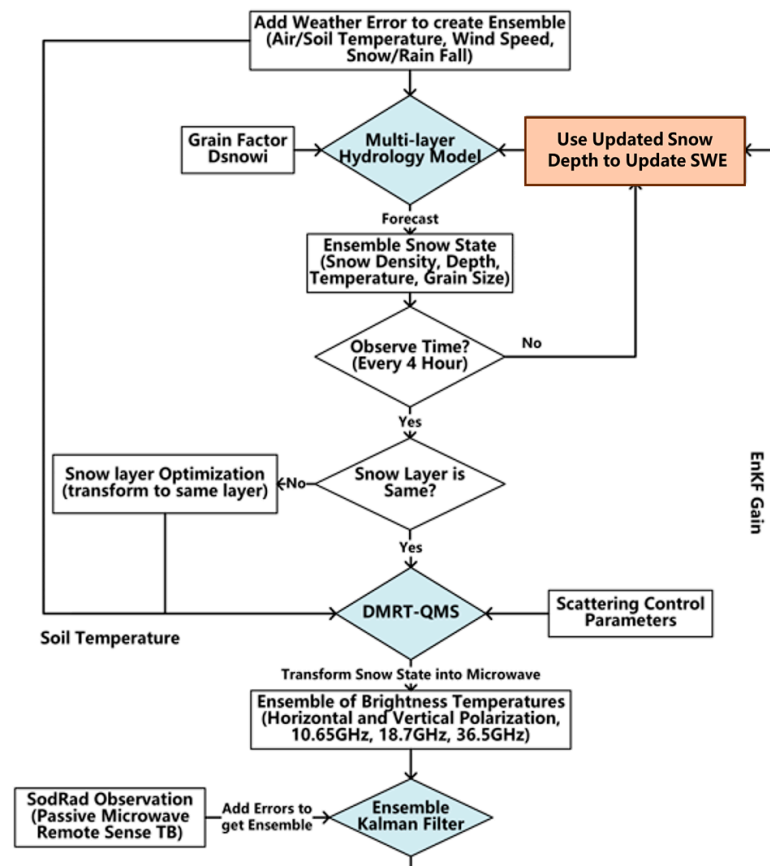 Add Weather Error to create Ensemble
(Air/Soil Temperature, Wind Speed,
Snow/Rain Fall)
Grain Factor
Dsnowi
Multi-layer
Hydrology Model
Use Updated Snow
Depth to Update SWE
Forecast
Ensemble Snow State
(Snow Density, Depth,
Temperature, Grain Size)
Observe Time?
(Every 4 Hour)
No
Yes
Snow layer Optimization
(transform to same layer)
No
Snow Layer is
Same?
EnKF Gain
Yes
DMRT-QMS
Scattering Control
Parameters
Soil Temperature
Transform Snow State into Microwave
Ensemble of Brightness Temperatures
(Horizontal and Vertical Polarization,
10.65GHz, 18.7GHz, 36.5GHz)
SodRad Observation
(Passive Microwave
Remote Sense TB)
Add Errors to
get Ensemble
Ensemble
Kalman Filter